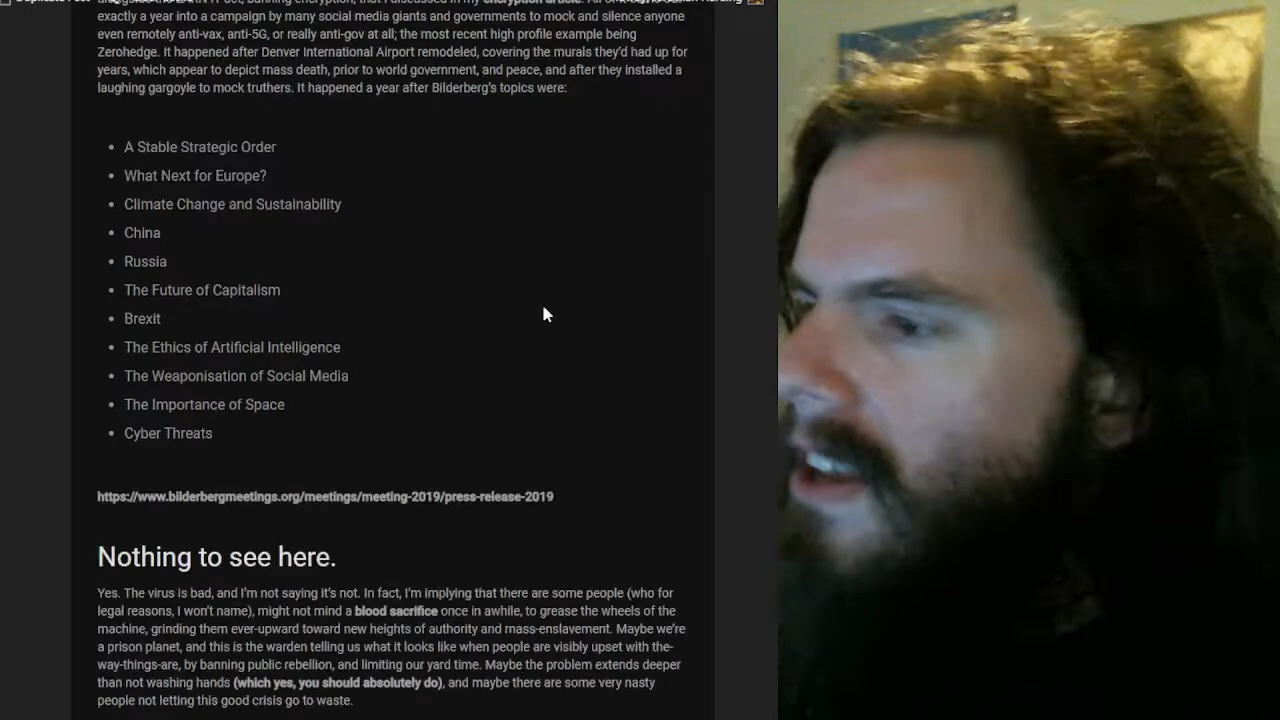 encryption article
exactly a year into a campaign by many social media giants and governments to mock and silence anyone
even remotely anti-vax, anti-5G, or really anti-gov at all; the most recent high profile example being
Zerohedge. It happened after Denver International Airport remodeled, covering the murals they'd had up for
years, which appear to depict mass death, prior to world government, and peace, and after they installed a
laughing gargoyle to mock truthers. It happened a year after Bilderberg's topics were:
• A Stable Strategic Order
• What Next for Europe?
• Climate Change and Sustainability
• China
• Russia
• The Future of Capitalism
• Brexit
• The Ethics of Artificial Intelligence
• The Weaponisation of Social Media
• The Importance of Space
• Cyber Threats
https://www.bilderbergmeetings.org/meetings/meeting-2019/press-release-2019
Nothing to see here.
Yes. The virus is bad, and I'm not saying it's not. In fact, I'm implying that there are some people (who for
legal reasons, I won't name), might not mind a blood sacrifice once in awhile, to grease the wheels of the
machine, grinding them ever-upward toward new heights of authority and mass-enslavement. Maybe we're
a prison planet, and this is the warden telling us what it looks like when people are visibly upset with the-
way-things-are, by banning public rebellion, and limiting our yard time. Maybe the problem extends deeper
than not washing hands (which yes, you should absolutely do), and maybe there are some very nasty
people not letting this good crisis go to waste.